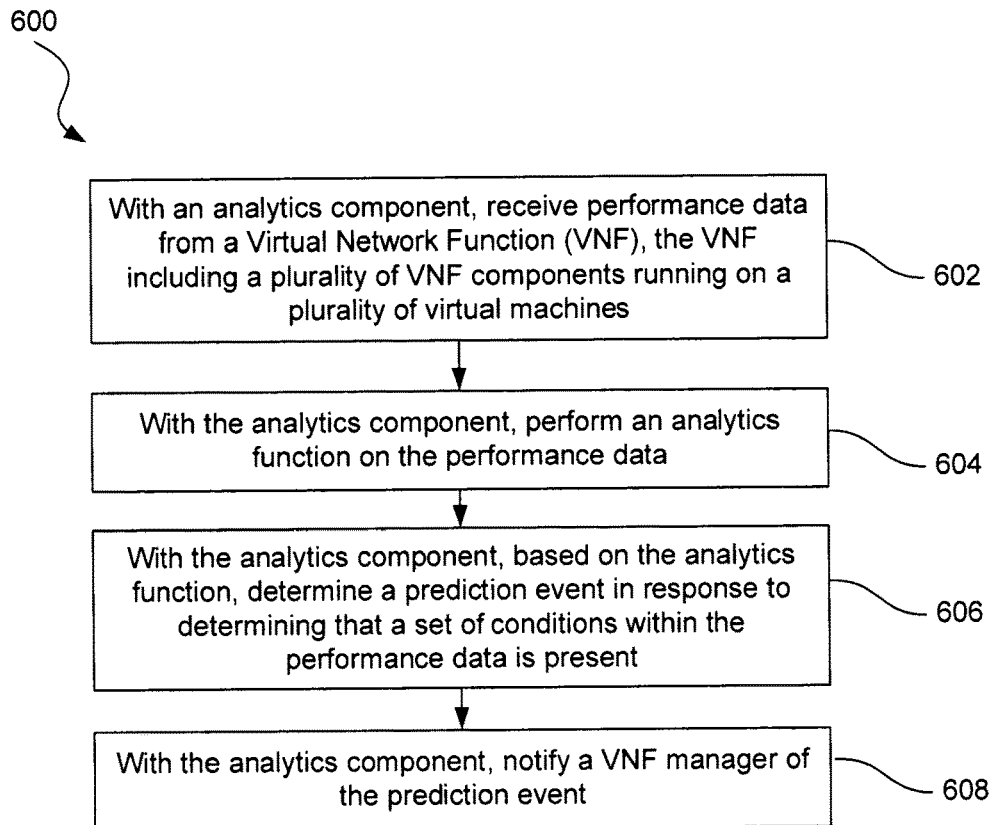 600
With an analytics component, receive performance data
from a Virtual Network Function (VNF), the VNF
including a plurality of VNF components running on a
plurality of virtual machines
602
With the analytics component, perform an analytics
function on the performance data
604
With the analytics component, based on the analytics
function, determine a prediction event in response to
determining that a set of conditions within the
performance data is present
606
With the analytics component, notify a VNF manager of
the prediction event
608